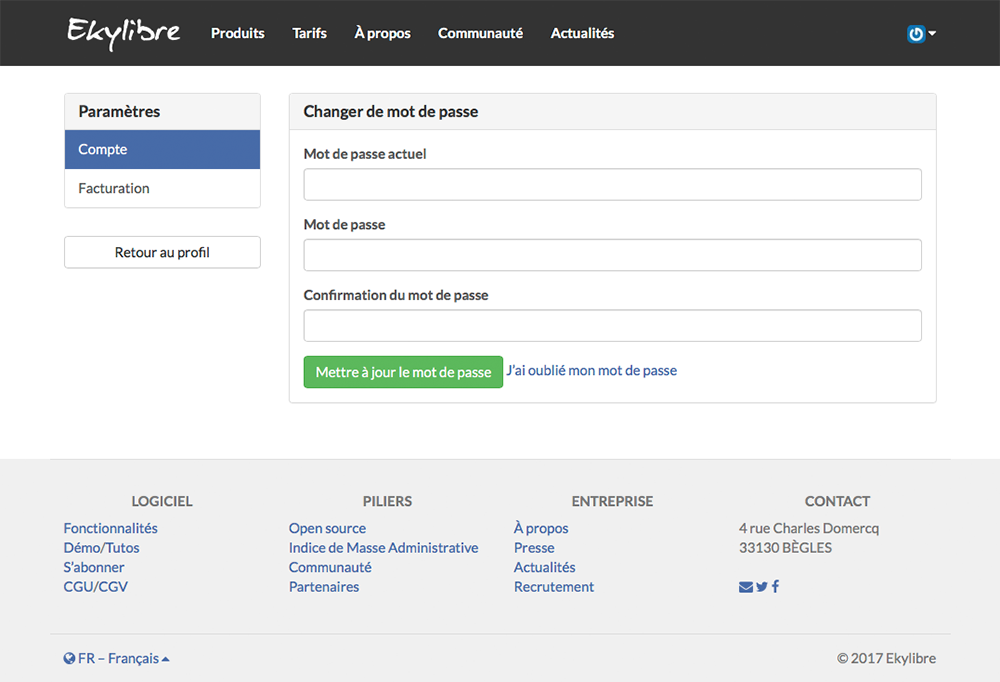 Ekylibre Produits Tarifs À propos Communauté Actualités
Paramètres
Compte
Facturation
Retour au profil
Changer de mot de passe
Mot de passe actuel
Mot de passe
Confirmation du mot de passe
Mettre à jour le mot de passe J'ai oublié mon mot de passe
LOGICIEL
Fonctionnalités
Démo/Tutos
S'abonner
CGU/CGV
PILIERS
Open source
Indice de Masse Administrative
Communauté
Partenaires
ENTREPRISE
À propos
Presse
Actualités
Recrutement
CONTACT
4 rue Charles Domercq
33130 BÈGLES
FR – Français
© 2017 Ekylibre